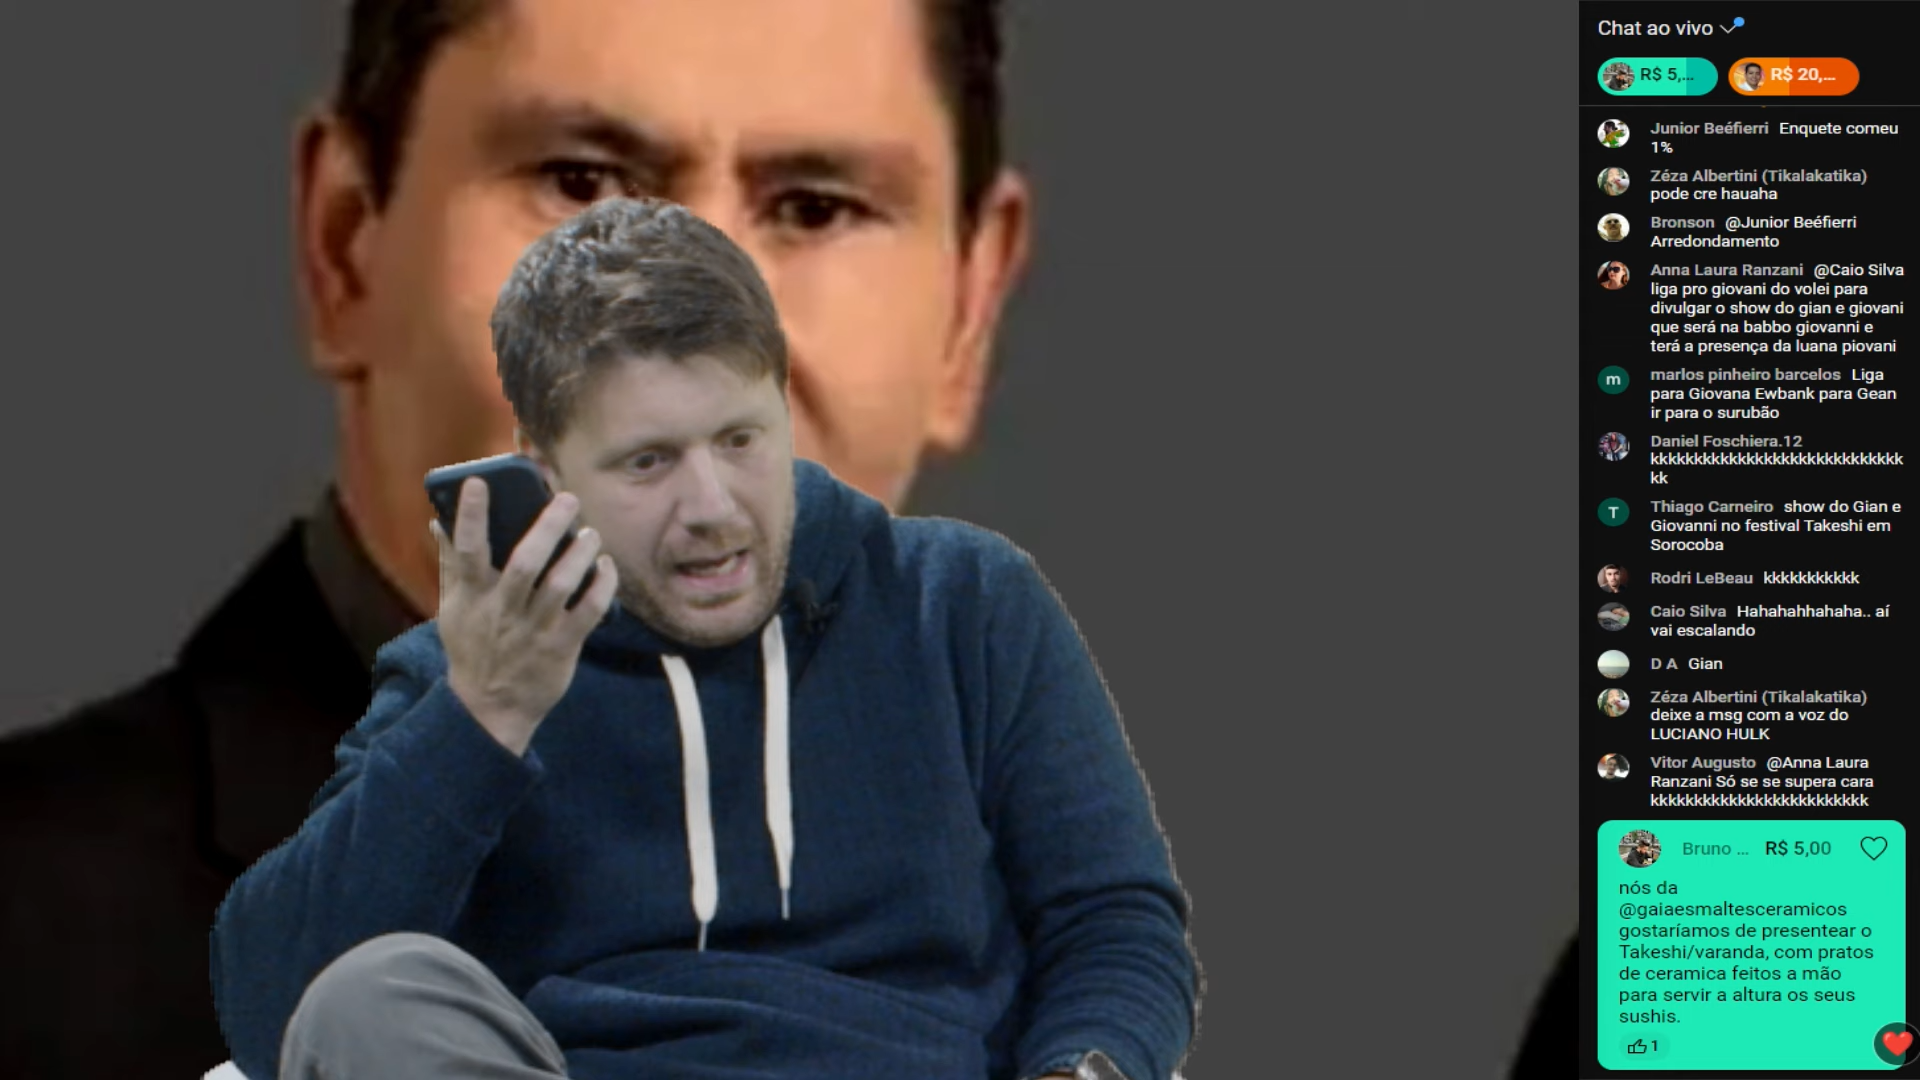 Chat ao vivo
R$ 5,... R$ 20,...
Junior Beéfierri Enquete comeu
1%
Zéza Albertini (Tikalakatika)
pode cre hauaha
Bronson @Junior Beéfierri
Arredondamento
Anna Laura Ranzani @Caio Silva
liga pro giovani do volei para
divulgar o show do gian e giovani
que será na babbo giovanni e
terá a presença da luana piovani
m
marlos pinheiro barcelos Liga
para Giovana Ewbank para Gean
ir para o surubão
Daniel Foschiera.12
kkkkkkkkkkkkkkkkkkkkkkkkkkkk
kk
T
Thiago Carneiro show do Gian e
Giovanni no festival Takeshi em
Sorocoba
Rodri LeBeau kkkkkkkkkkk
Caio Silva Hahahahhahaha.. aí
vai escalando
D A Gian
Zéza Albertini (Tikalakatika)
deixe a msg com a voz do
LUCIANO HULK
Vitor Augusto @Anna Laura
Ranzani Só se se supera cara
kkkkkkkkkkkkkkkkkkkkkkkkk
Bruno ... R$ 5,00
nós da
@gaiaesmaltesceramicos
gostaríamos de presentear o
Takeshi/varanda, com pratos
de ceramica feitos a mão
para servir a altura os seus
sushis.
1